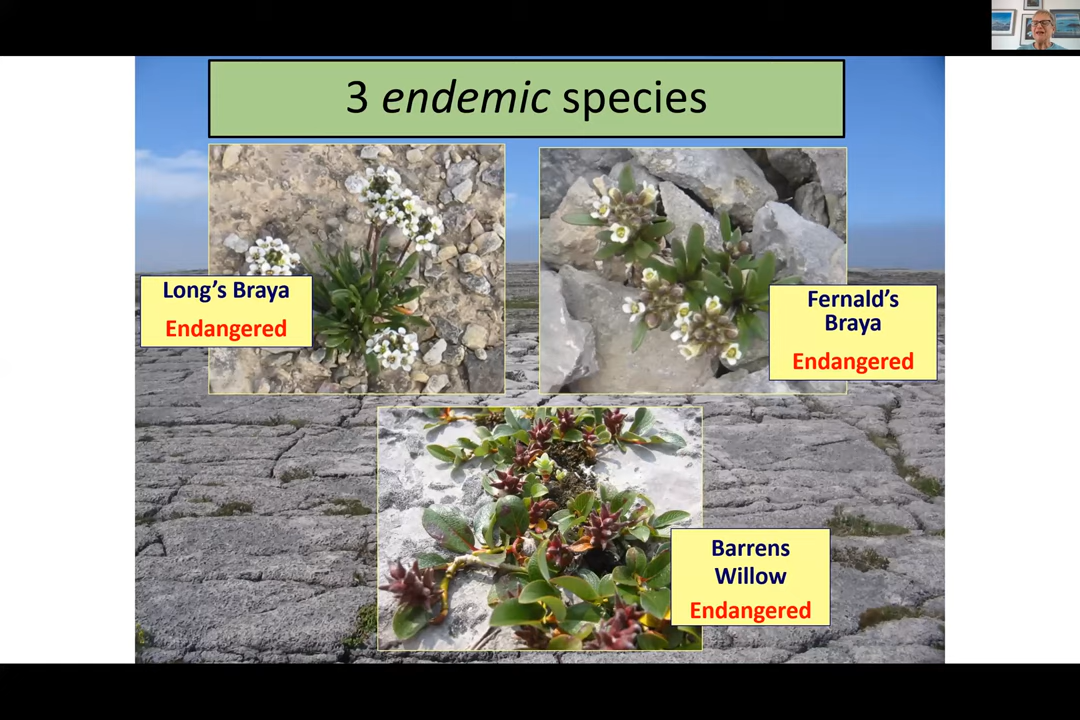 3 endemic species
Long’s Braya
Endangered
Fernald’s
Braya
Endangered
Barrens
Willow
Endangered